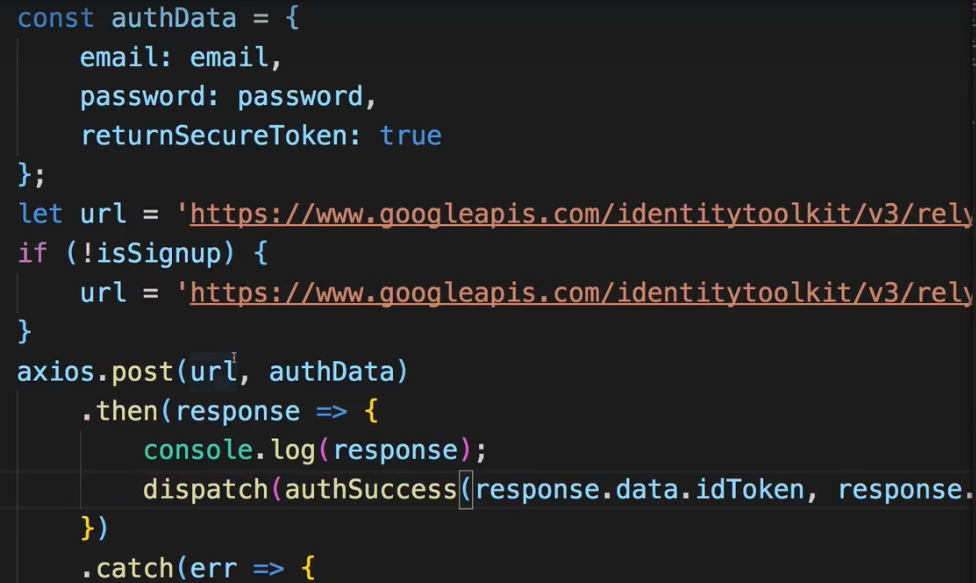 const authData = {
email: email,
password: password,
returnSecureToken: true
};
let url = 'https://www.googleapis.com/identitytoolkit/v3/rely
if (!isSignup) {
url = 'https://www.googleapis.com/identitytoolkit/v3/rely
}
axios.post(url, authData)
.then(response => {
console.log(response);
dispatch(authSuccess(response.data.idToken, response.
})
.catch(err => {